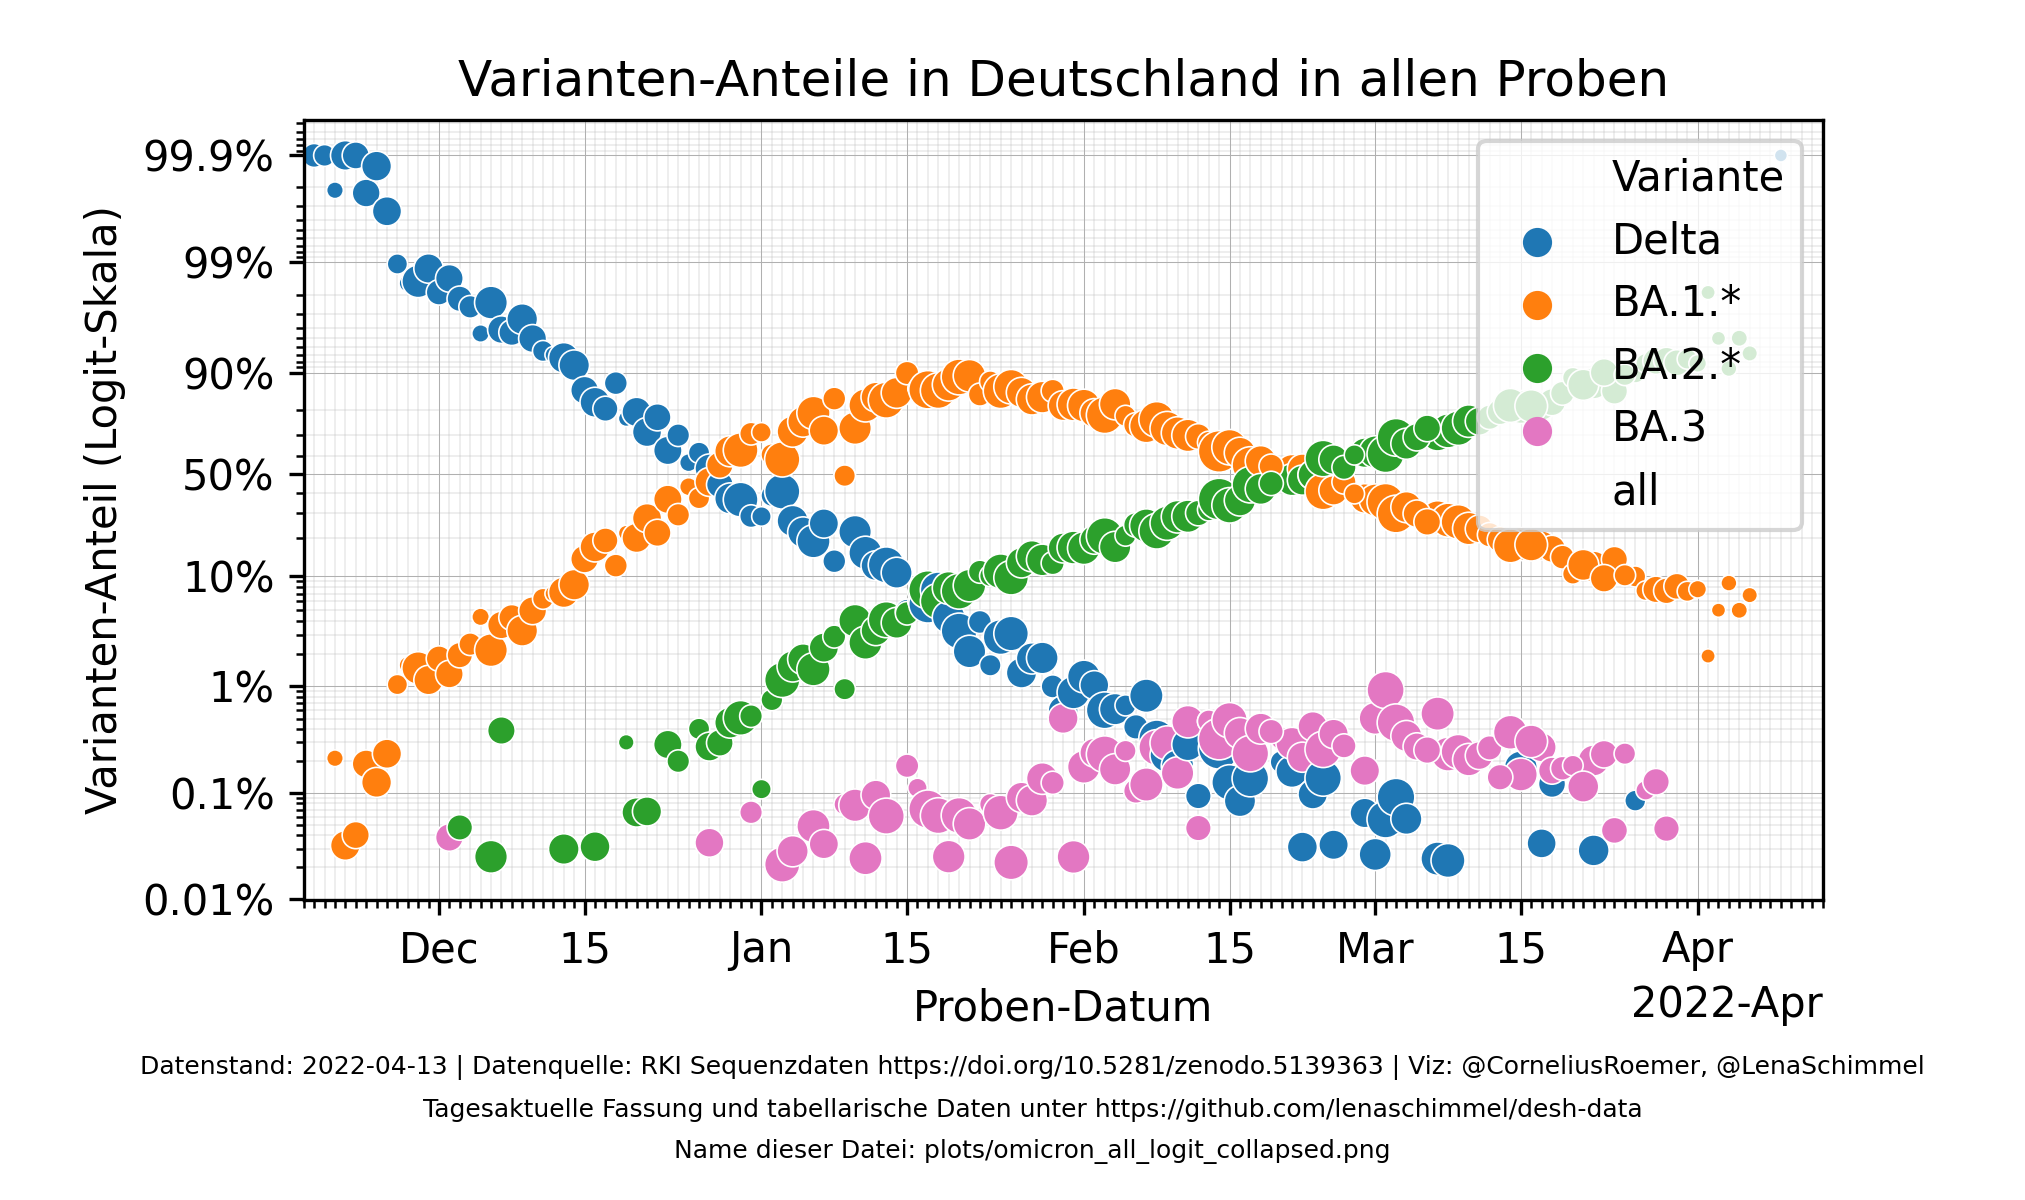 Varianten-Anteile in Deutschland in allen Proben
Varianten-Anteil (Logit-Skala)
99.9%
99%
90%
50%
10%
1%
0.1%
0.01%
Variante
Delta
BA.1.*
BA.2.*
BA.3
all
Dec 15 Jan 15 Feb 15 Mar 15 Apr
Proben-Datum
2022-Apr
Datenstand: 2022-04-13 | Datenquelle: RKI Sequenzdaten https://doi.org/10.5281/zenodo.5139363 | Viz: @CorneliusRoemer, @LenaSchimmel
Tagesaktuelle Fassung und tabellarische Daten unter https://github.com/lenaschimmel/desh-data
Name dieser Datei: plots/omicron_all_logit_collapsed.png